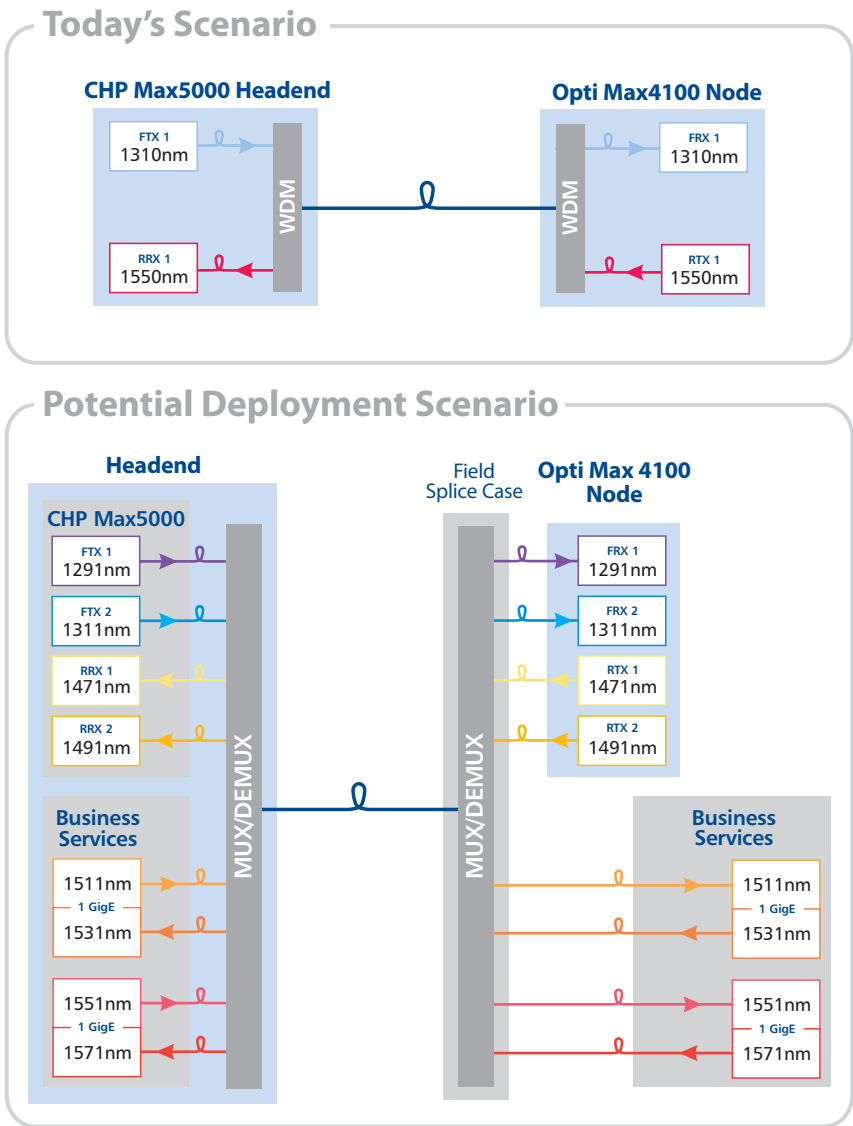 Today's Scenario
CHP Max5000 Headend
Opti Max4100 Node
FTX 1
1310nm
RRX 1
1550nm
WDM
WDM
FRX 1
1310nm
RTX 1
1550nm
Potential Deployment Scenario
Headend
CHP Max5000
FTX 1
1291nm
FTX 2
1311nm
RRX 1
1471nm
RRX 2
1491nm
Business
Services
1511nm
1 GigE
1531nm
1551nm
1 GigE
1571nm
MUX/DEMUX
Field
Splice Case
MUX/DEMUX
Opti Max 4100
Node
FRX 1
1291nm
FRX 2
1311nm
RTX 1
1471nm
RTX 2
1491nm
Business
Services
1511nm
1 GigE
1531nm
1551nm
1 GigE
1571nm